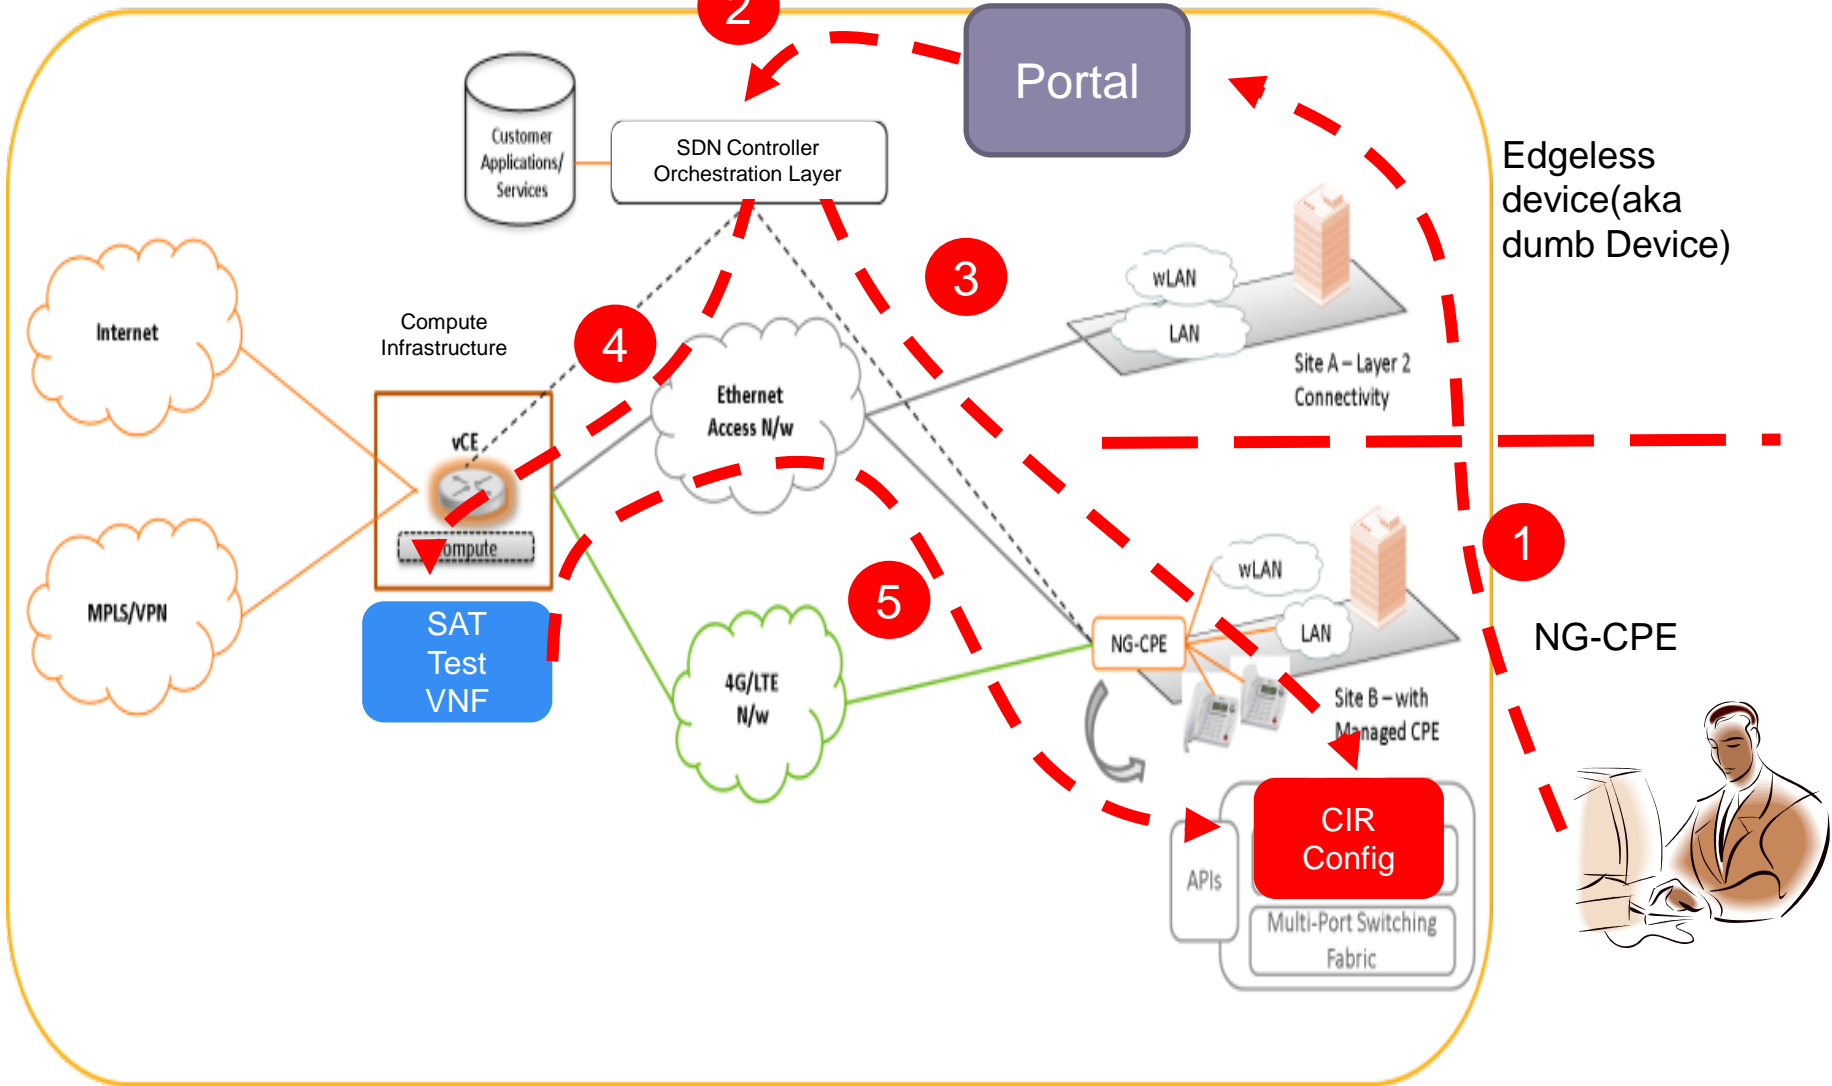 2
Portal
Customer
Applications/
Services
SDN Controller
Orchestration Layer
Edgeless
device(aka
dumb Device)
3
wLAN
LAN
Site A – Layer 2
Connectivity
Internet
Compute
Infrastructure
4
Ethernet
Access N/w
vCE
MPLS/VPN
SAT
Test
VNF
5
4G/LTE
N/w
1
NG-CPE
wLAN
LAN
NG-CPE
Site B – with
Managed CPE
CIR
Config
APIs
Multi-Port Switching
Fabric